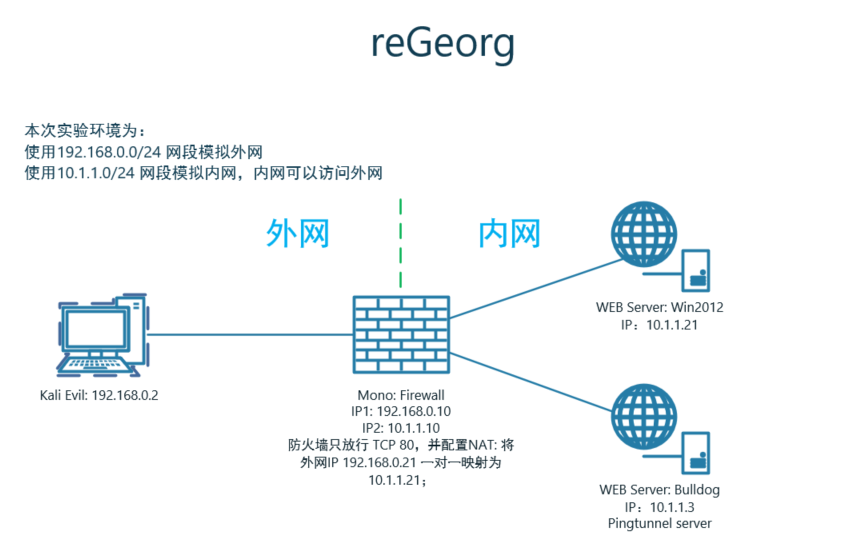 reGeorg
本次实验环境为:
使用192.168.0.0/24 网段模拟外网
使用10.1.1.0/24 网段模拟内网，内网可以访问外网
外网
内网
WEB Server: Win2012
IP：10.1.1.21
Kali Evil: 192.168.0.2
Mono: Firewall
IP1: 192.168.0.10
IP2: 10.1.1.10
防火墙只放行 TCP 80，并配置NAT: 将
外网IP 192.168.0.21 一对一映射为
10.1.1.21；
WEB Server: Bulldog
IP：10.1.1.3
Pingtunnel server